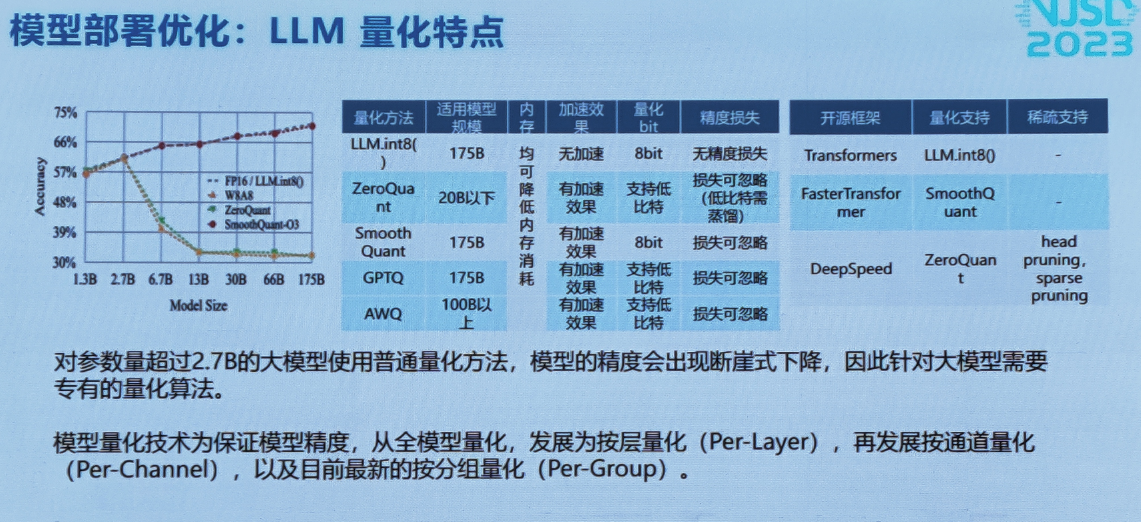 模型部署优化：LLM 量化特点
NJSD
2023
75%
66%
57%
48%
39%
30%
Accuracy
1.3B 2.7B 6.7B 13B 30B 66B 175B
Model Size
FP16 / LLM.int8()
W8A8
ZeroQuant
SmoothQuant-O3
量化方法
适用模型
规模
内
存
加速效
果
量化
bit
精度损失
LLM.int8(
)
175B
均
可
降
低
内
存
消
耗
无加速
8bit
无精度损失
ZeroQua
nt
20B以下
有加速
效果
支持低
比特
损失可忽略
（低比特需
蒸馏）
Smooth
Quant
175B
有加速
效果
8bit
损失可忽略
GPTQ
175B
有加速
效果
支持低
比特
损失可忽略
AWQ
100B以
上
有加速
效果
支持低
比特
损失可忽略
开源框架
量化支持
稀疏支持
Transformers
LLM.int8()
-
FasterTransfor
mer
SmoothQ
uant
-
DeepSpeed
ZeroQuan
t
head
pruning，
sparse
pruning
对参数量超过2.7B的大模型使用普通量化方法，模型的精度会出现断崖式下降，因此针对大模型需要
专有的量化算法。
模型量化技术为保证模型精度，从全模型量化，发展为按层量化（Per-Layer），再发展按通道量化
（Per-Channel），以及目前最新的按分组量化（Per-Group）。